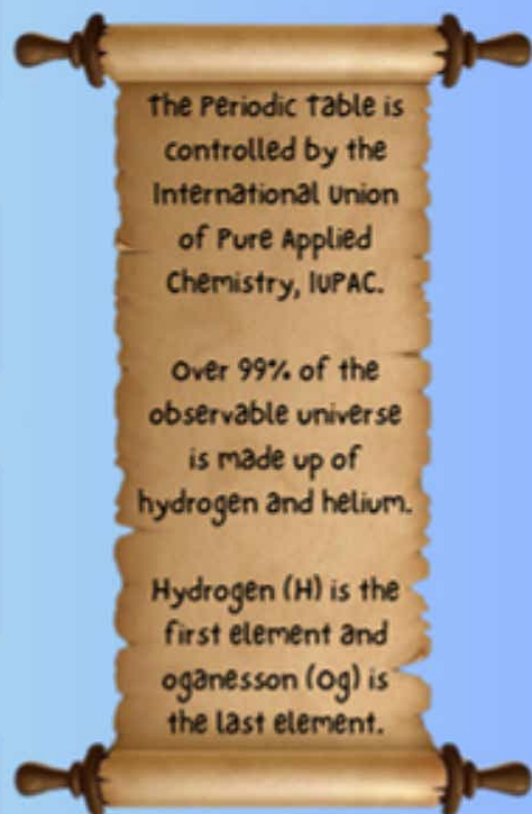 The Periodic Table is
controlled by the
International Union
of Pure Applied
Chemistry, IUPAC.
Over 99% of the
observable universe
is made up of
hydrogen and helium.
Hydrogen (H) is the
first element and
oganesson (Og) is
the last element.